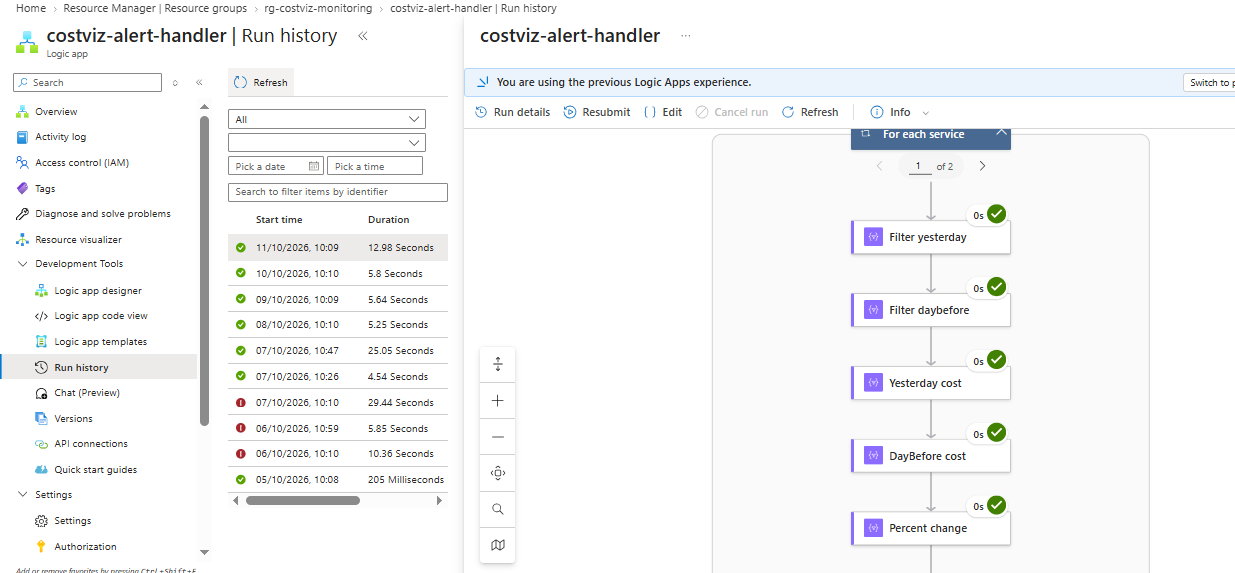 Home > Resource Manager | Resource groups > rg-costviz-monitoring > costviz-alert-handler | Run history
costviz-alert-handler | Run history «
Logic app
Search
«
Overview
Activity log
Access control (IAM)
Tags
Diagnose and solve problems
Resource visualizer
Development Tools
Logic app designer
Logic app code view
Logic app templates
Run history
Chat (Preview)
Versions
API connections
Quick start guides
Settings
Settings
Authorization
Add or remove favorites by pressing Ctrl+Shift+F
Refresh
All
Pick a date
Pick a time
Search to filter items by identifier
Start time Duration
11/10/2026, 10:09 12.98 Seconds
10/10/2026, 10:10 5.8 Seconds
09/10/2026, 10:09 5.64 Seconds
08/10/2026, 10:10 5.25 Seconds
07/10/2026, 10:47 25.05 Seconds
07/10/2026, 10:26 4.54 Seconds
07/10/2026, 10:10 29.44 Seconds
06/10/2026, 10:59 5.85 Seconds
06/10/2026, 10:10 10.36 Seconds
05/10/2026, 10:08 205 Milliseconds
costviz-alert-handler ...
You are using the previous Logic Apps experience.
Switch to p
Run details Resubmit Edit Cancel run Refresh Info
For each service
1 of 2
0s
Filter yesterday
0s
Filter daybefore
0s
Yesterday cost
0s
DayBefore cost
0s
Percent change